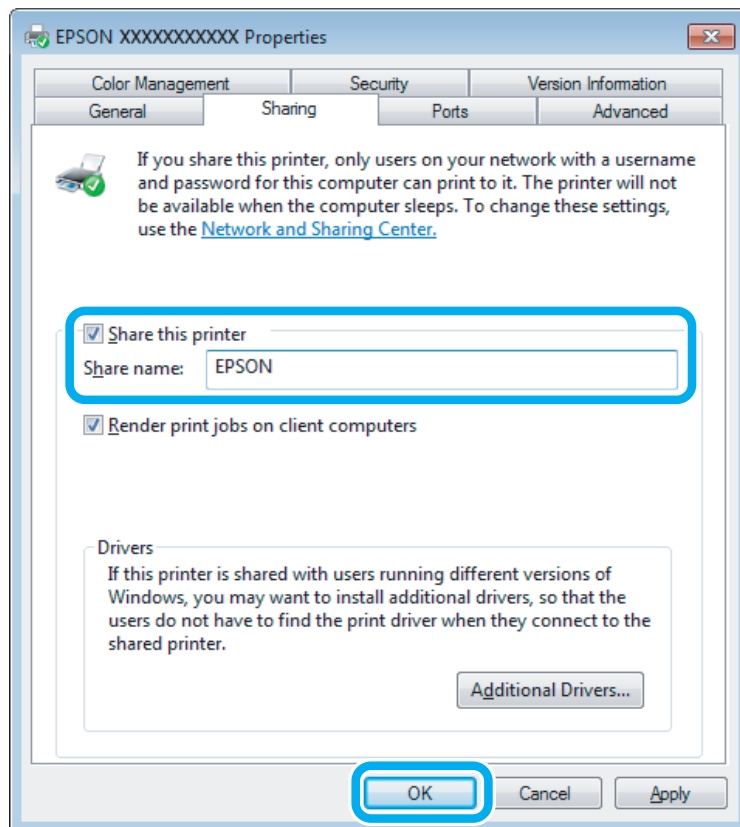 EPSON XXXXXXXXXXX Properties
Color Management Security Version Information
General Sharing Ports Advanced
If you share this printer, only users on your network with a username
and password for this computer can print to it. The printer will not
be available when the computer sleeps. To change these settings,
use the Network and Sharing Center.
Share this printer
Share name: EPSON
Render print jobs on client computers
Drivers
If this printer is shared with users running different versions of
Windows, you may want to install additional drivers, so that the
users do not have to find the print driver when they connect to the
shared printer.
Additional Drivers...
OK Cancel Apply